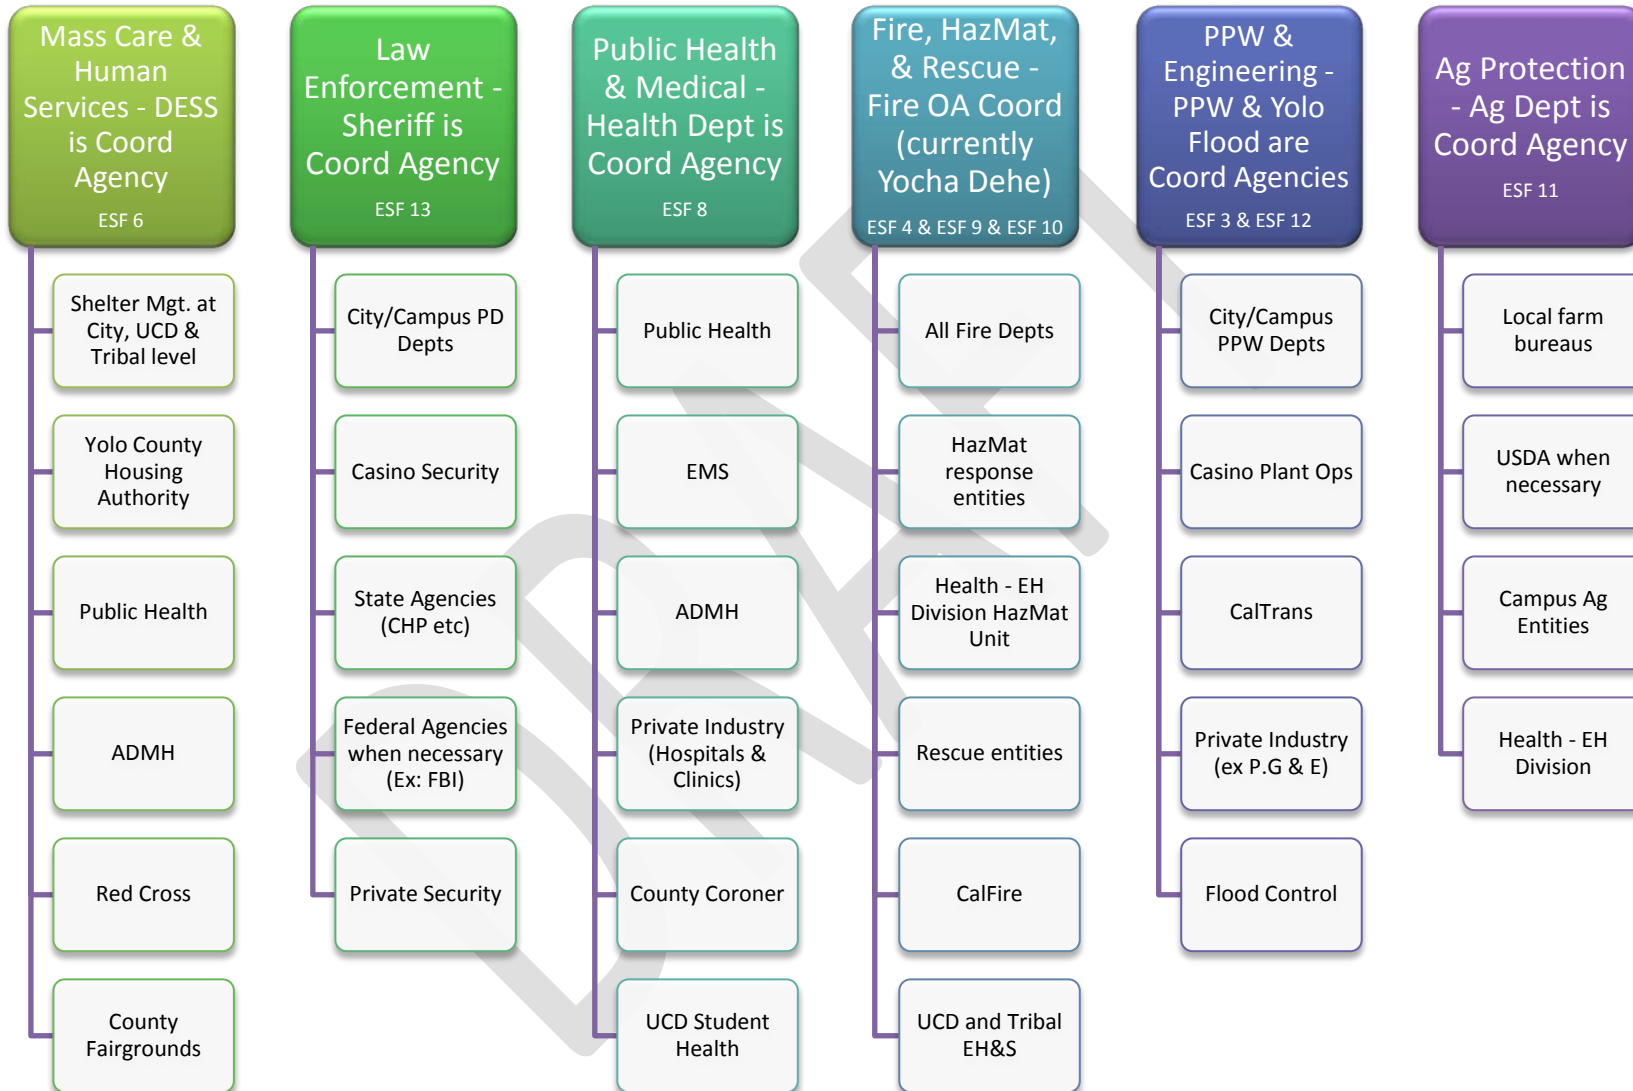 Mass Care &
Human
Services - DESS
is Coord
Agency
ESF 6
Shelter Mgt. at
City, UCD &
Tribal level
Yolo County
Housing
Authority
Public Health
ADMH
Red Cross
County
Fairgrounds
Law
Enforcement -
Sheriff is
Coord Agency
ESF 13
City/Campus PD
Depts
Casino Security
State Agencies
(CHP etc)
Federal Agencies
when necessary
(Ex: FBI)
Private Security
Public Health
& Medical -
Health Dept is
Coord Agency
ESF 8
Public Health
EMS
ADMH
Private Industry
(Hospitals &
Clinics)
County Coroner
UCD Student
Health
Fire, HazMat,
& Rescue -
Fire OA Coord
(currently
Yocha Dehe)
ESF 4 & ESF 9 & ESF 10
All Fire Depts
HazMat
response
entities
Health - EH
Division HazMat
Unit
Rescue entities
CalFire
UCD and Tribal
EH&S
PPW &
Engineering -
PPW & Yolo
Flood are
Coord Agencies
ESF 3 & ESF 12
City/Campus
PPW Depts
Casino Plant Ops
CalTrans
Private Industry
(ex P.G & E)
Flood Control
Ag Protection
- Ag Dept is
Coord Agency
ESF 11
Local farm
bureaus
USDA when
necessary
Campus Ag
Entities
Health - EH
Division
DRAFT